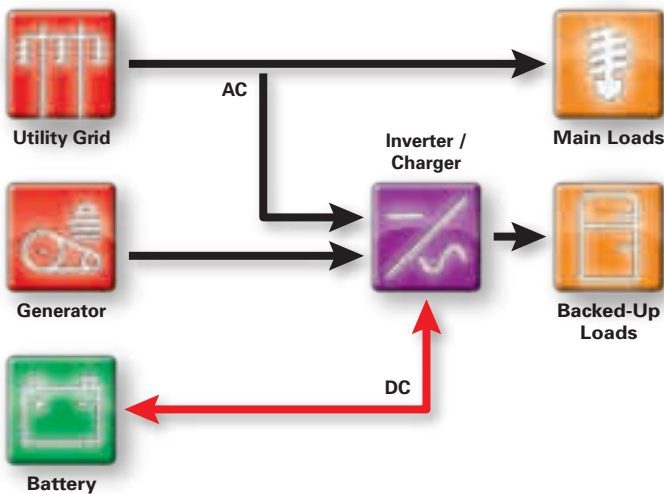 Utility Grid
AC
Main Loads
Inverter /
Charger
Generator
Backed-Up
Loads
DC
Battery